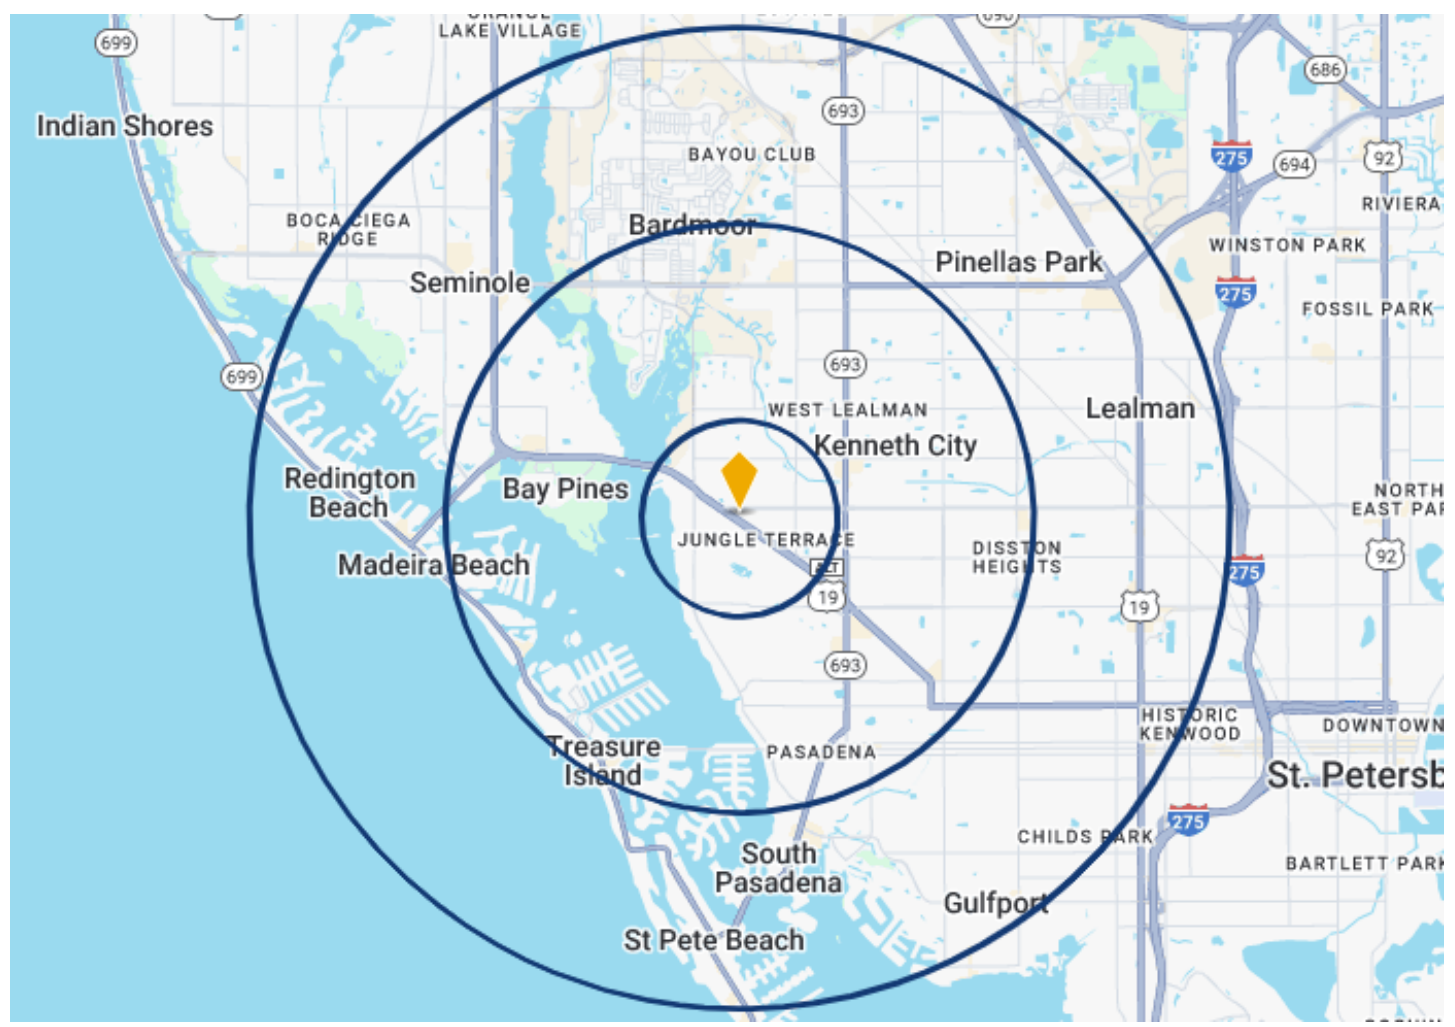 LAKE VILLAGE
699
690
686
693
Indian Shores
275
BAYOU CLUB
694
92
BOCA CIEGA
RIDGE
Bardmoor
RIVIERA
WINSTON PARK
Seminole
Pinellas Park
275
FOSSIL PARK
693
699
WEST LEALMAN
Lealman
Kenneth City
Redington
Beach
Bay Pines
NORTH
EAST PAR
JUNGLE TERRACE
DISSTON
HEIGHTS
92
Madeira Beach
ALT
19
275
19
693
HISTORIC
KENWOOD
DOWNTOWN
Treasure
Island
PASADENA
St. Petersb
275
CHILDS PARK
South
Pasadena
BARTLETT PARK
Gulfport
St Pete Beach